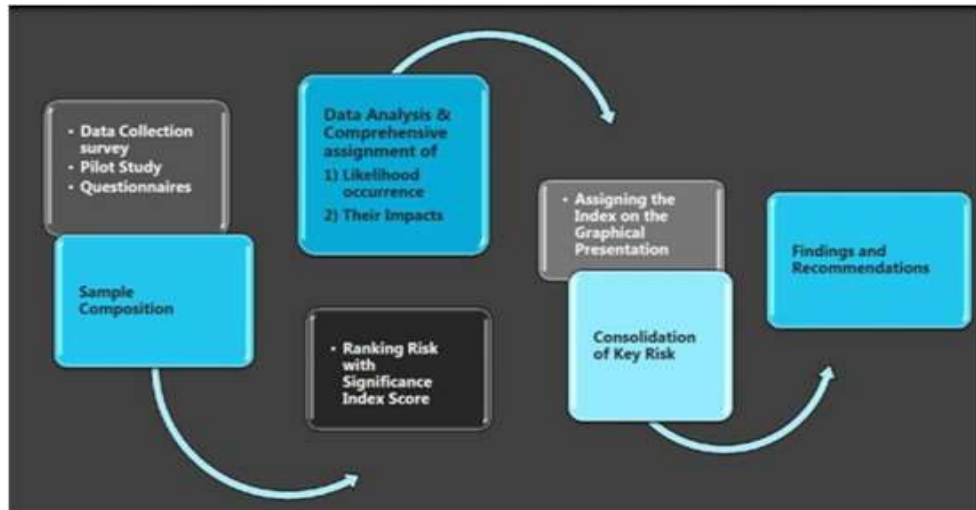 • Data Collection
survey
• Pilot Study
• Questionnaires
Sample
Composition
Data Analysis &
Comprehensive
assignment of
1) Likelihood
occurrence
2) Their Impacts
• Ranking Risk
with
Significance
Index Score
• Assigning the
Index on the
Graphical
Presentation
Consolidation
of Key Risk
Findings and
Recommendations